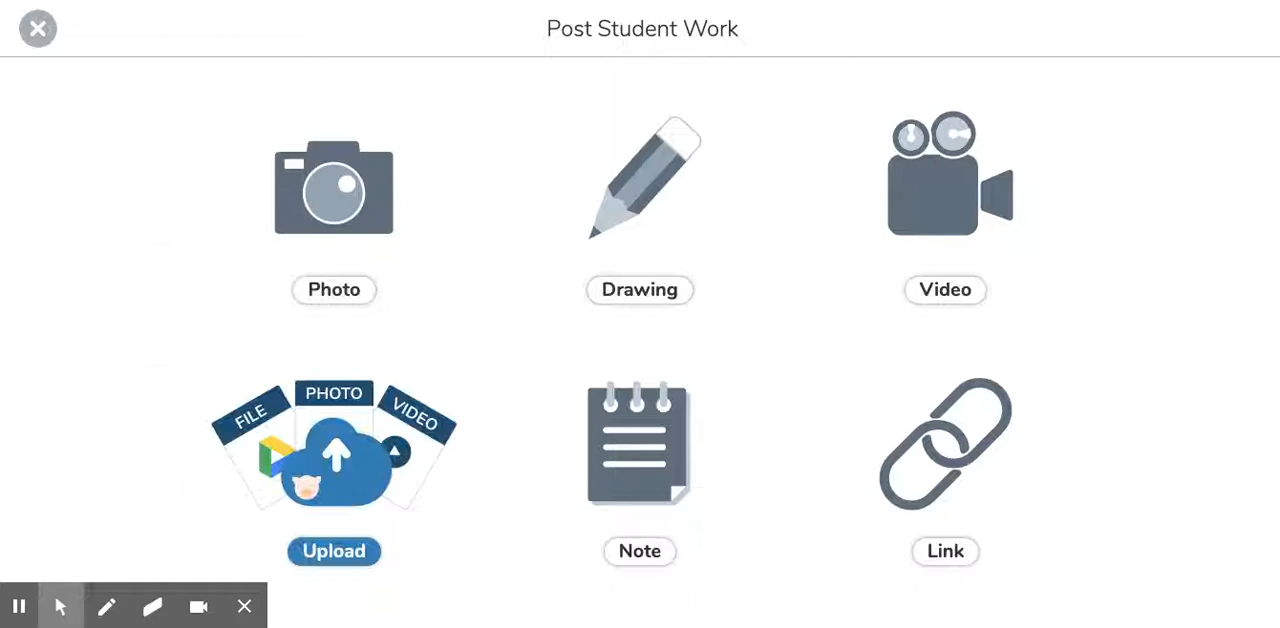 Post Student Work
Photo
Drawing
Video
FILE
PHOTO
VIDEO
Upload
Note
Link